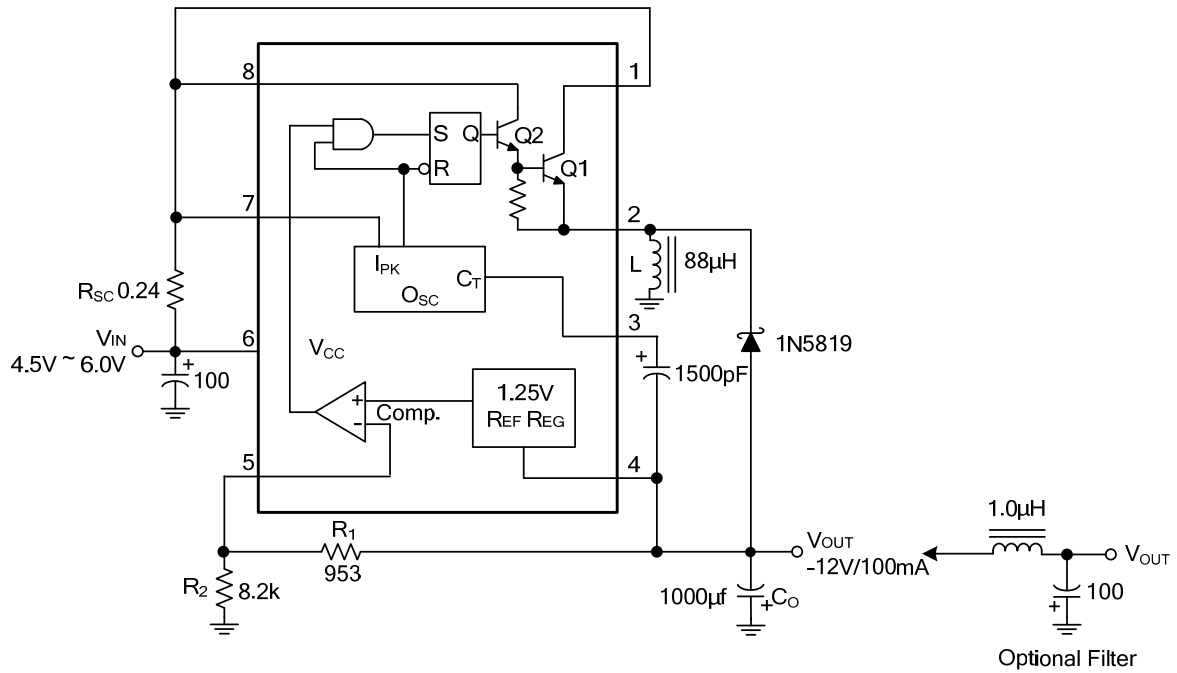 8
1
S Q
Q2
R
Q1
7
2
IPK
CT
OSC
L
88µH
RSC 0.24
3
VIN
4.5V ~ 6.0V
6
VCC
1N5819
+
100
+
1500pF
1.25V
REF REG
+
-
Comp.
5
4
R1
953
1.0µH
VOUT
-12V/100mA
VOUT
R2
8.2k
1000µf
+
CO
+
100
Optional Filter